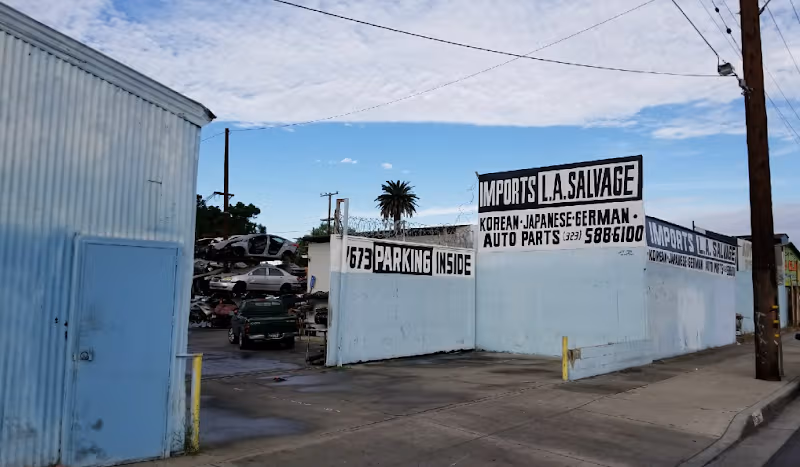 IMPORTS L.A. SALVAGE
KOREAN · JAPANESE · GERMAN ·
AUTO PARTS (323) 588-6100
1673 PARKING INSIDE
IMPORTS L.A. SALVAGE
KOREAN · JAPANESE · GERMAN AUTO PARTS